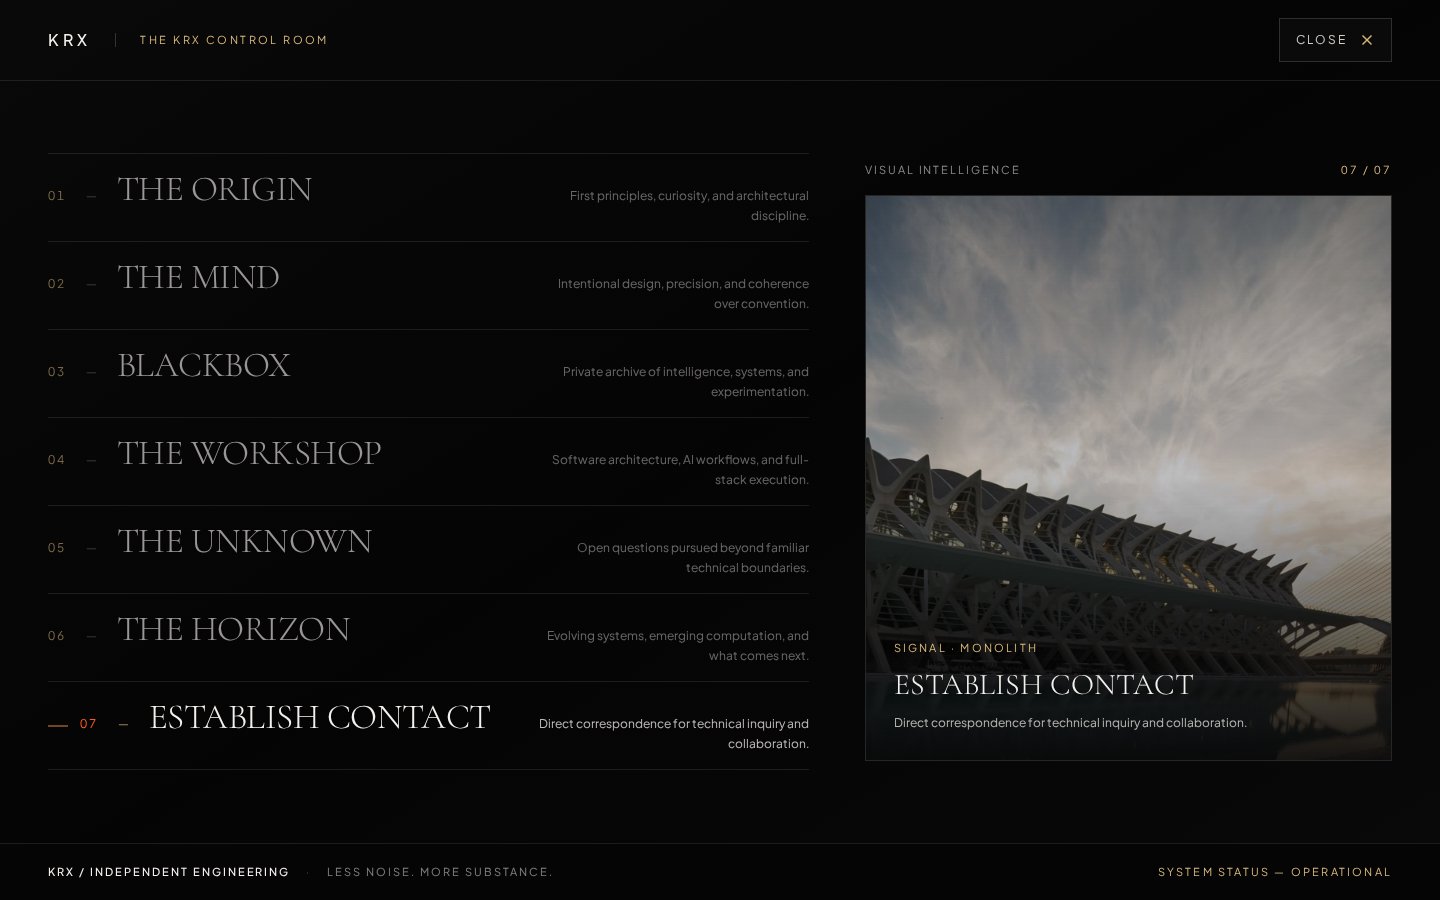 KRX
THE KRX CONTROL ROOM
CLOSE ×
01 — THE ORIGIN
First principles, curiosity, and architectural
discipline.
02 — THE MIND
Intentional design, precision, and coherence
over convention.
03 — BLACKBOX
Private archive of intelligence, systems, and
experimentation.
04 — THE WORKSHOP
Software architecture, AI workflows, and full-
stack execution.
05 — THE UNKNOWN
Open questions pursued beyond familiar
technical boundaries.
06 — THE HORIZON
Evolving systems, emerging computation, and
what comes next.
07 — ESTABLISH CONTACT
Direct correspondence for technical inquiry and
collaboration.
VISUAL INTELLIGENCE
07 / 07
SIGNAL · MONOLITH
ESTABLISH CONTACT
Direct correspondence for technical inquiry and collaboration.
KRX / INDEPENDENT ENGINEERING · LESS NOISE. MORE SUBSTANCE.
SYSTEM STATUS — OPERATIONAL